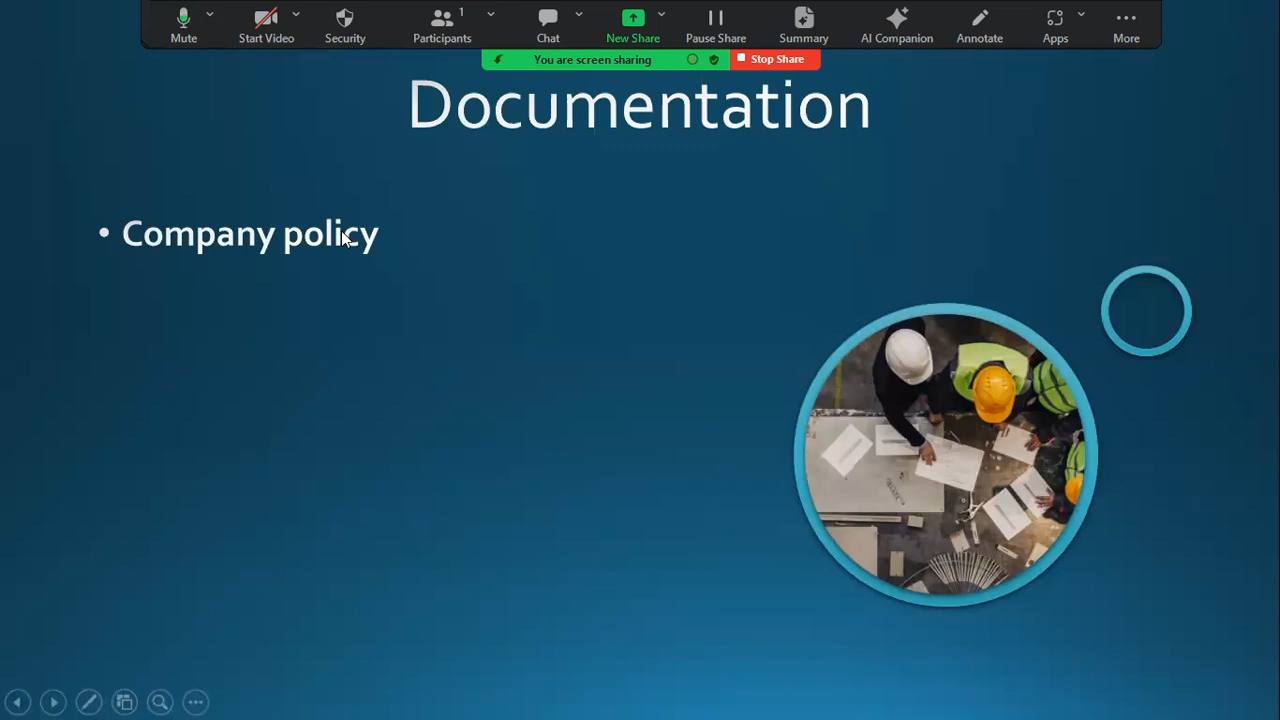 Mute
Start Video
Security
Participants
1
Chat
New Share
Pause Share
Summary
AI Companion
Annotate
Apps
More
You are screen sharing
Stop Share
Documentation
• Company policy